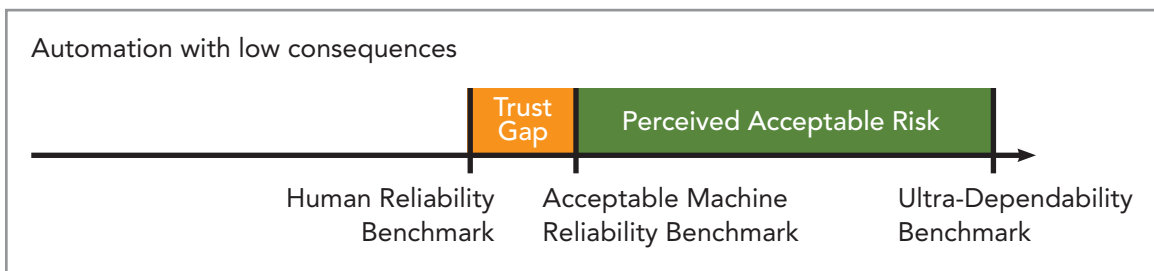 Automation with low consequences
Trust
Gap
Perceived Acceptable Risk
Human Reliability
Benchmark
Acceptable Machine
Reliability Benchmark
Ultra-Dependability
Benchmark